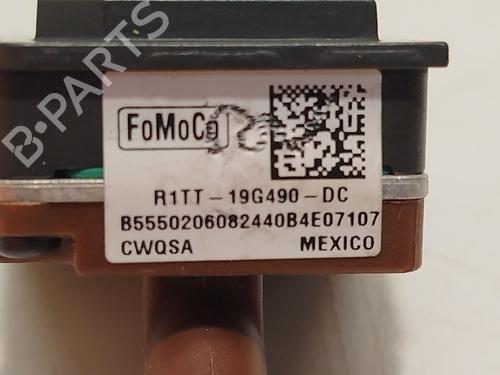 FoMoCo
R1TT-19G490-DC
B5550206082440B4E07107
CWQSA MEXICO
B-PARTS